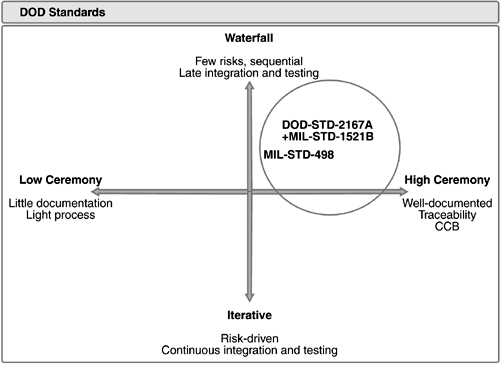 DOD Standards
Waterfall
Few risks, sequential
Late integration and testing
DOD-STD-2167A
+MIL-STD-1521B
MIL-STD-498
Low Ceremony
Little documentation
Light process
High Ceremony
Well-documented
Traceability
CCB
Iterative
Risk-driven
Continuous integration and testing